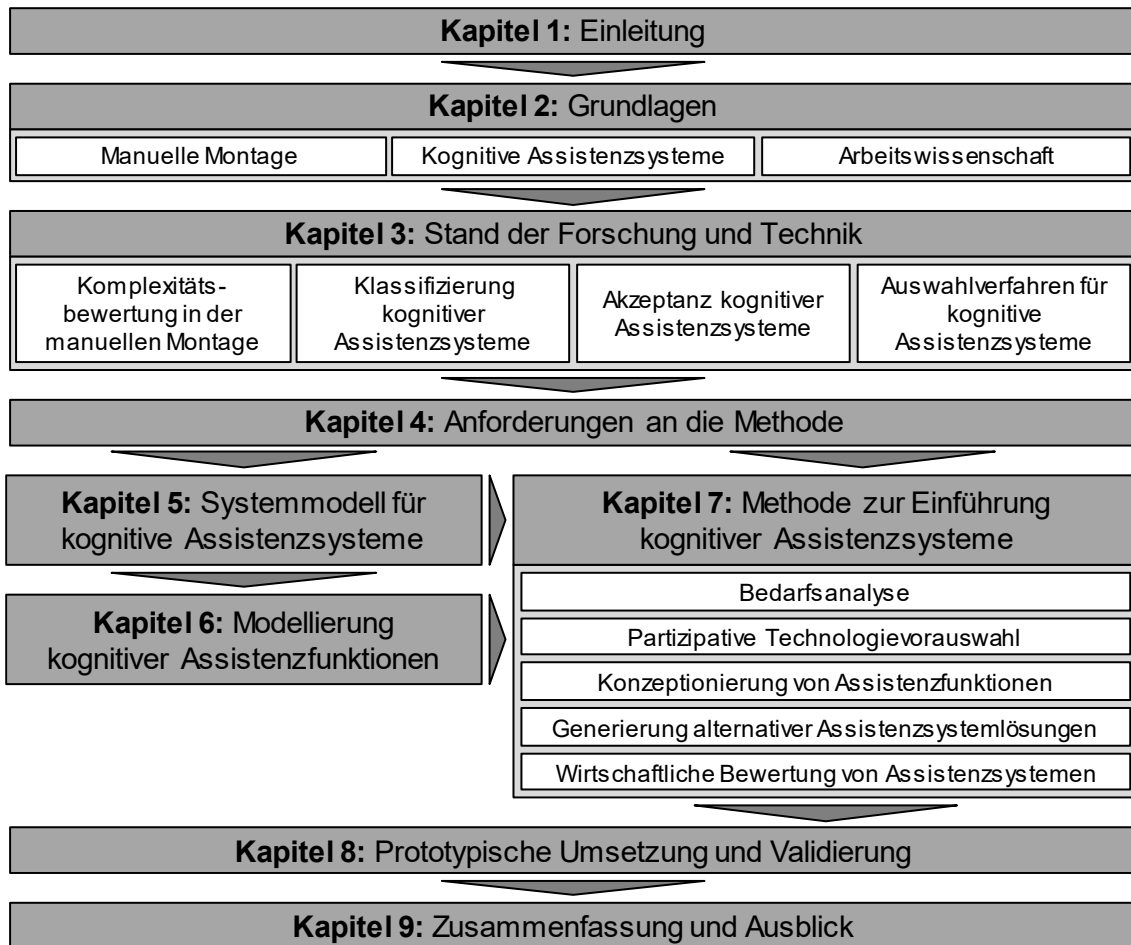 Kapitel 1: Einleitung
Kapitel 2: Grundlagen
Manuelle Montage
Kognitive Assistenzsysteme
Arbeitswissenschaft
Kapitel 3: Stand der Forschung und Technik
Komplexitäts-
bewertung in der
manuellen Montage
Klassifizierung
kognitiver
Assistenzsysteme
Akzeptanz kognitiver
Assistenzsysteme
Auswahlverfahren für
kognitive
Assistenzsysteme
Kapitel 4: Anforderungen an die Methode
Kapitel 5: Systemmodell für
kognitive Assistenzsysteme
Kapitel 6: Modellierung
kognitiver Assistenzfunktionen
Kapitel 7: Methode zur Einführung
kognitiver Assistenzsysteme
Bedarfsanalyse
Partizipative Technologievorauswahl
Konzeptionierung von Assistenzfunktionen
Generierung alternativer Assistenzsystemlösungen
Wirtschaftliche Bewertung von Assistenzsystemen
Kapitel 8: Prototypische Umsetzung und Validierung
Kapitel 9: Zusammenfassung und Ausblick